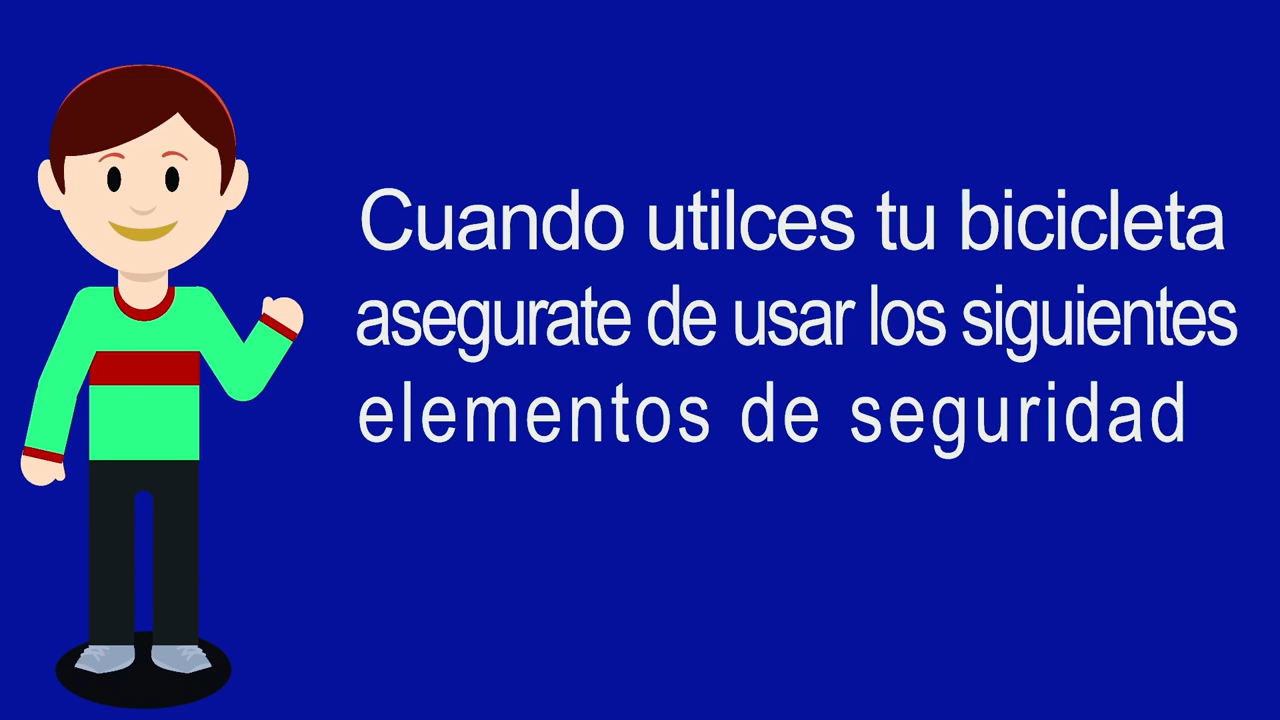 Cuando utilces tu bicicleta
asegurate de usar los siguientes
elementos de seguridad